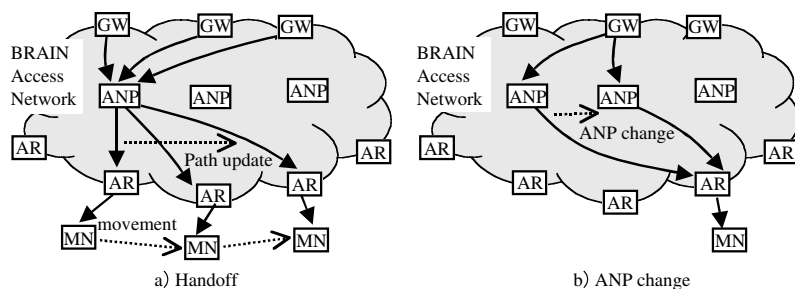 GW GW GW
BRAIN
Access
Network
ANP ANP ANP
AR AR
Path update
AR AR AR
movement
MN MN MN
a) Handoff
GW GW GW
BRAIN
Access
Network
ANP ANP ANP
ANP change
AR AR
AR AR AR
MN
b) ANP change